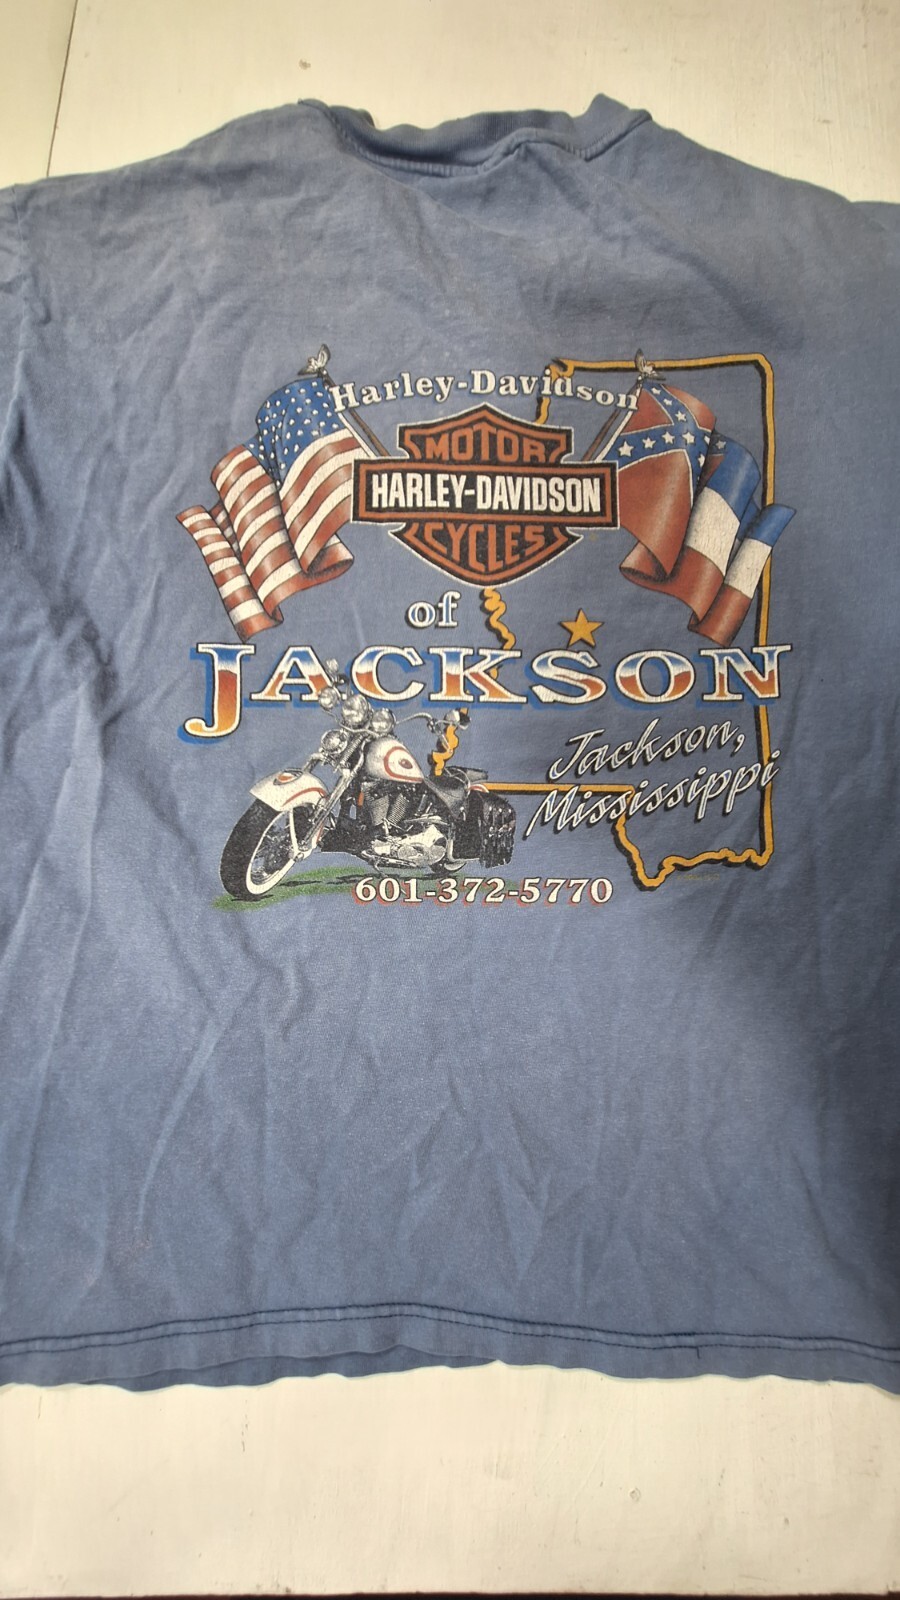 Harley-Davidson
MOTOR
HARLEY-DAVIDSON
CYCLES
of
JACKSON
Jackson,
Mississippi
601-372-5770